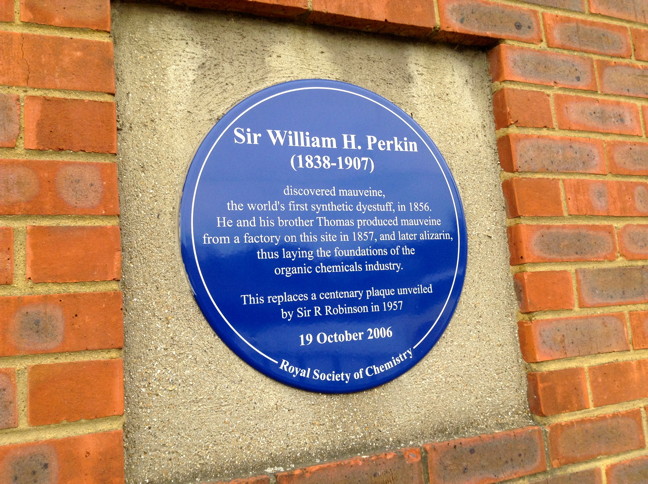 Sir William H. Perkin
(1838-1907)
discovered mauveine,
the world's first synthetic dyestuff, in 1856.
He and his brother Thomas produced mauveine
from a factory on this site in 1857, and later alizarin,
thus laying the foundations of the
organic chemicals industry.
This replaces a centenary plaque unveiled
by Sir R Robinson in 1957
19 October 2006
Royal Society of Chemistry